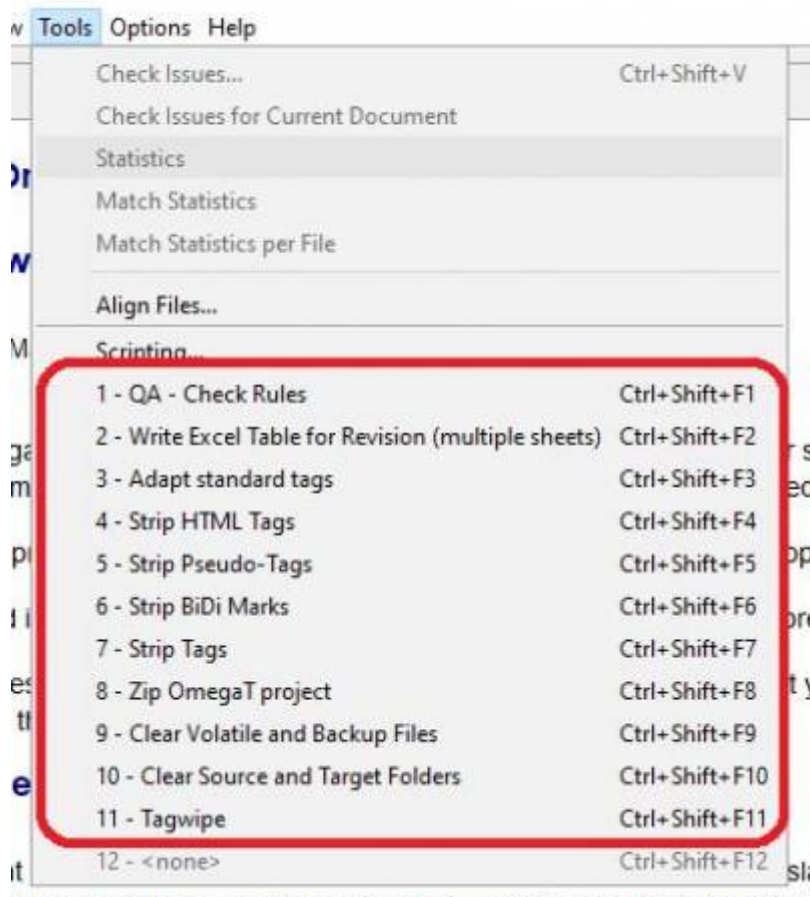 Tools Options Help
Check Issues... Ctrl+Shift+V
Check Issues for Current Document
Statistics
Match Statistics
Match Statistics per File
Align Files...
Scripting...
1 - QA - Check Rules Ctrl+Shift+F1
2 - Write Excel Table for Revision (multiple sheets) Ctrl+Shift+F2
3 - Adapt standard tags Ctrl+Shift+F3
4 - Strip HTML Tags Ctrl+Shift+F4
5 - Strip Pseudo-Tags Ctrl+Shift+F5
6 - Strip BiDi Marks Ctrl+Shift+F6
7 - Strip Tags Ctrl+Shift+F7
8 - Zip OmegaT project Ctrl+Shift+F8
9 - Clear Volatile and Backup Files Ctrl+Shift+F9
10 - Clear Source and Target Folders Ctrl+Shift+F10
11 - Tagwipe Ctrl+Shift+F11
12 - <none> Ctrl+Shift+F12